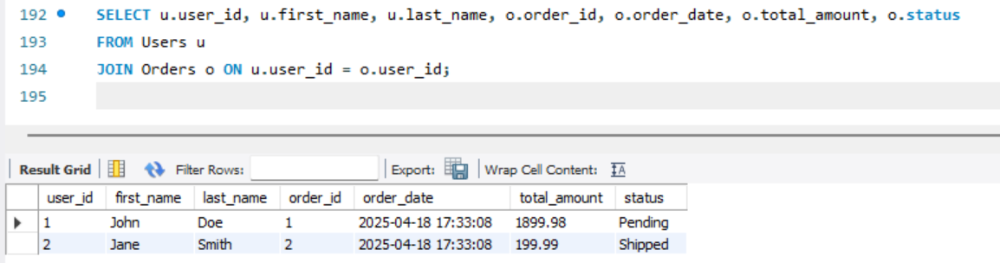 192 SELECT u.user_id, u.first_name, u.last_name, o.order_id, o.order_date, o.total_amount, o.status
193 FROM Users u
194 JOIN Orders o ON u.user_id = o.user_id;
195
Result Grid Filter Rows: Export: Wrap Cell Content: IA
user_id first_name last_name order_id order_date total_amount status
1 John Doe 1 2025-04-18 17:33:08 1899.98 Pending
2 Jane Smith 2 2025-04-18 17:33:08 199.99 Shipped